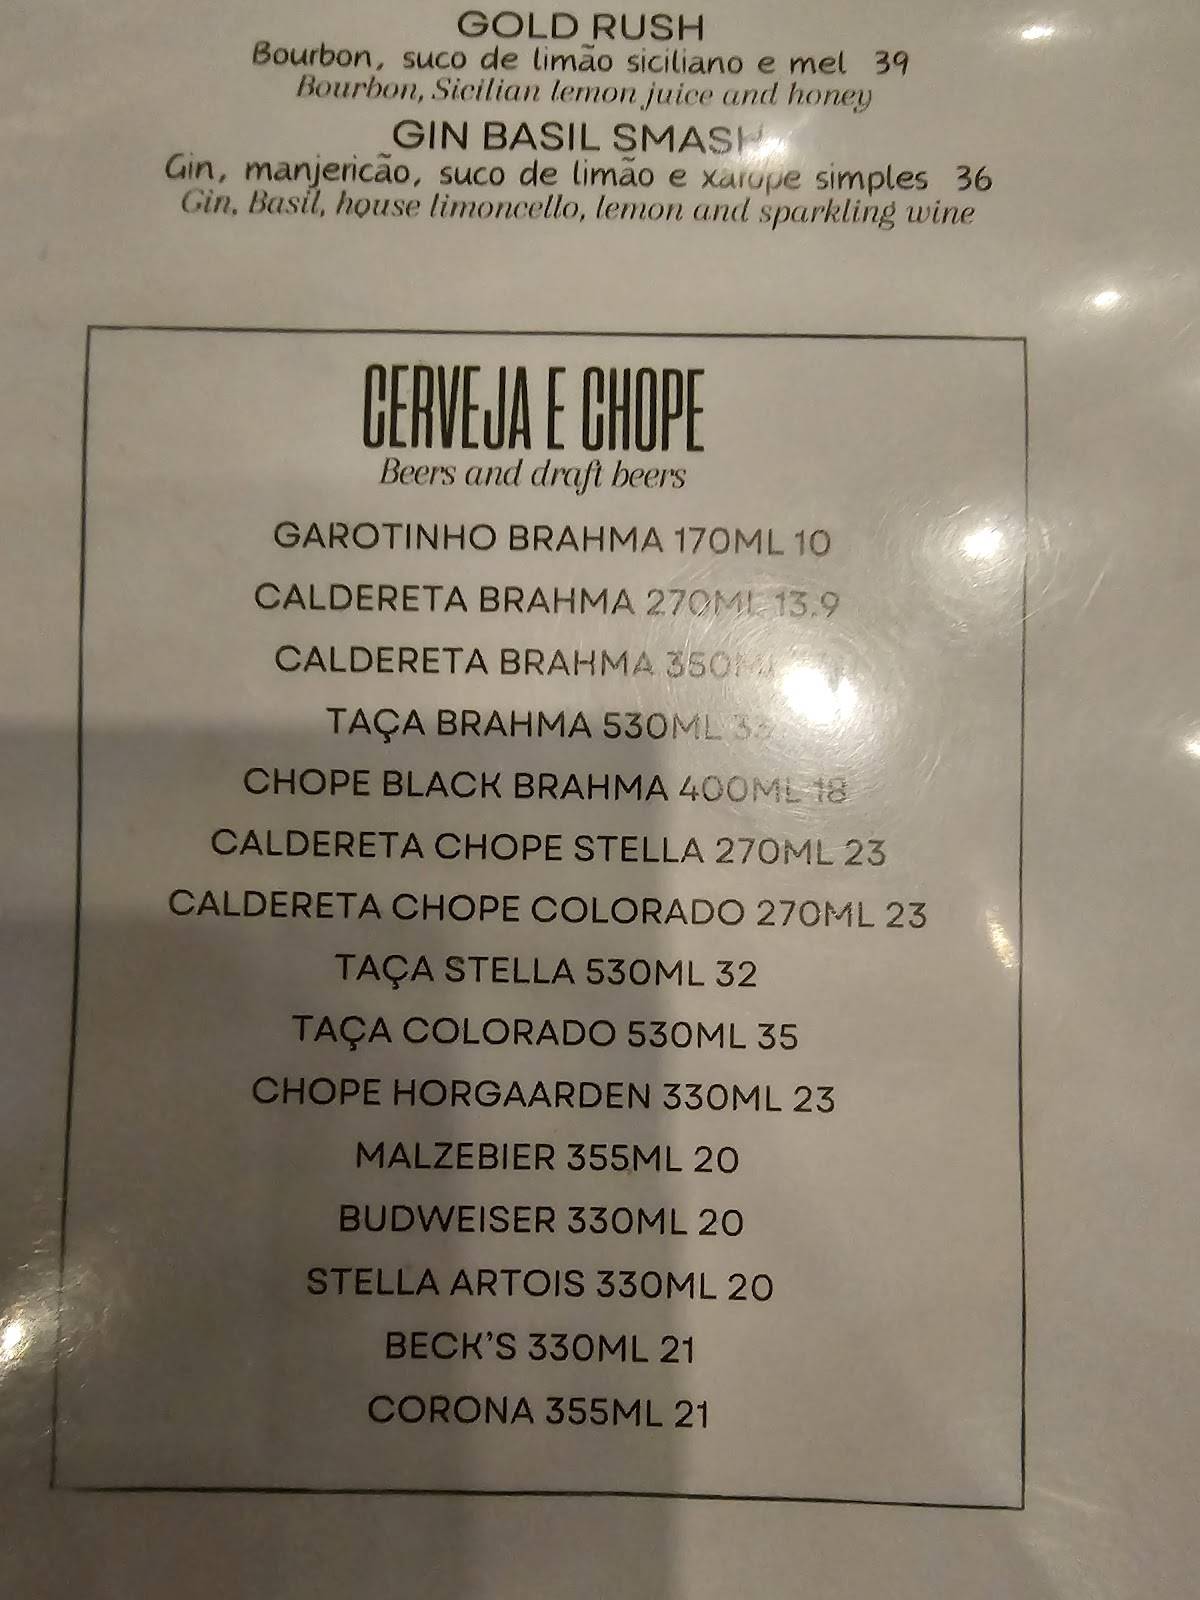 GOLD RUSH
Bourbon, suco de limão siciliano e mel 39
Bourbon, Sicilian lemon juice and honey
GIN BASIL SMASH
Gin, manjericão, suco de limão e xarope simples 36
Gin, Basil, house limoncello, lemon and sparkling wine
CERVEJA E CHOPE
Beers and draft beers
GAROTINHO BRAHMA 170ML 10
CALDERETA BRAHMA 270ML 13.9
CALDERETA BRAHMA 350ML
TAÇA BRAHMA 530ML
CHOPE BLACK BRAHMA 400ML 18
CALDERETA CHOPE STELLA 270ML 23
CALDERETA CHOPE COLORADO 270ML 23
TAÇA STELLA 530ML 32
TAÇA COLORADO 530ML 35
CHOPE HORGAARDEN 330ML 23
MALZEBIER 355ML 20
BUDWEISER 330ML 20
STELLA ARTOIS 330ML 20
BECK'S 330ML 21
CORONA 355ML 21